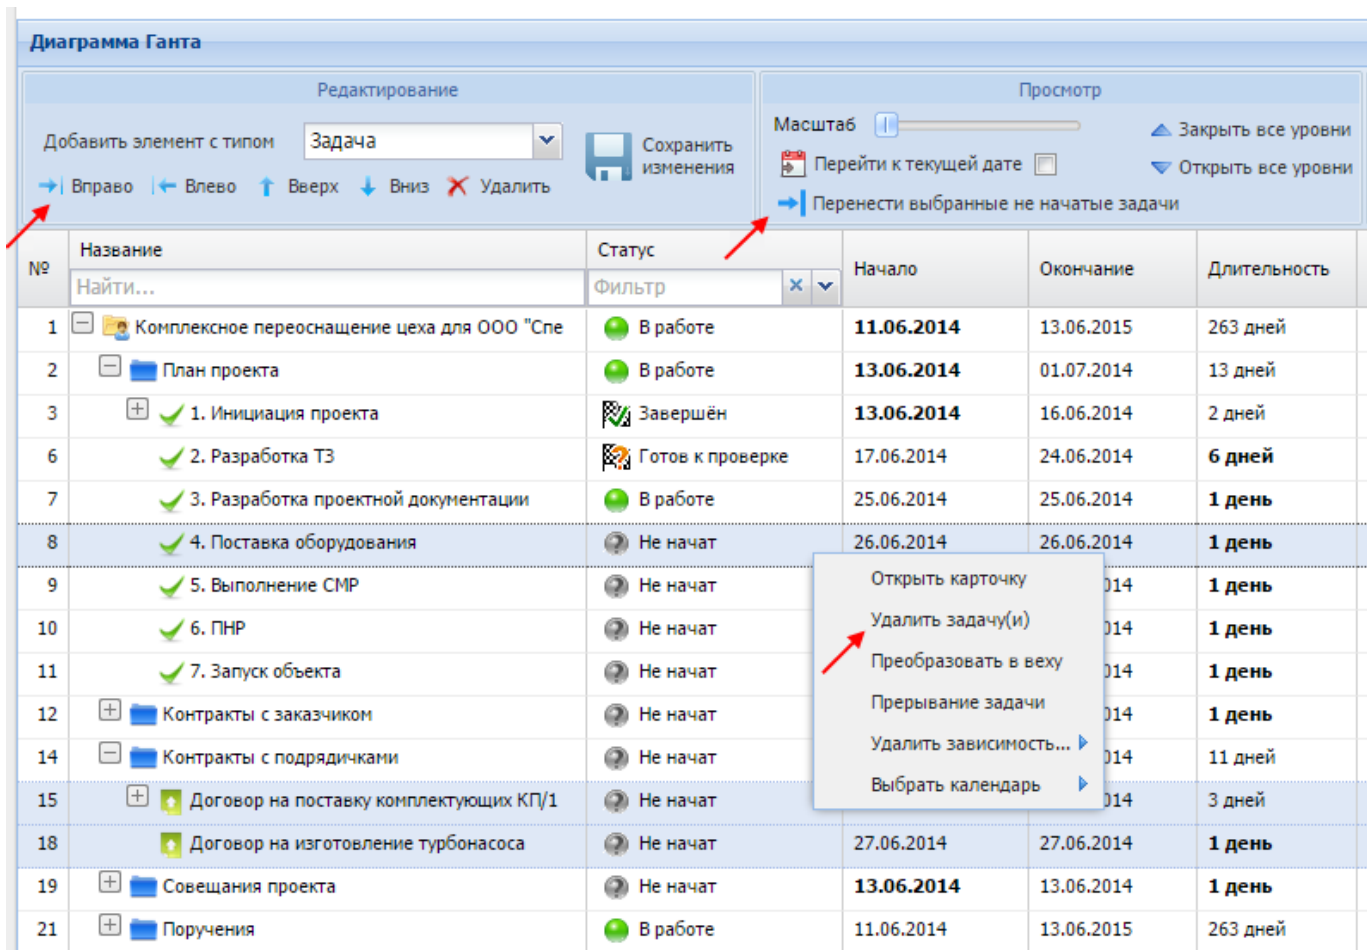 Диаграмма Ганта
Редактирование
Просмотр
Добавить элемент с типом Задача Сохранить изменения
Вправо Влево Вверх Вниз Удалить
Масштаб Закрыть все уровни
Перейти к текущей дате Открыть все уровни
Перенести выбранные не начатые задачи
№ Название Статус Начало Окончание Длительность
Найти... Фильтр
1 Комплексное переоснащение цеха для ООО "Спе В работе 11.06.2014 13.06.2015 263 дней
2 План проекта В работе 13.06.2014 01.07.2014 13 дней
3 1. Инициация проекта Завершён 13.06.2014 16.06.2014 2 дней
6 2. Разработка ТЗ Готов к проверке 17.06.2014 24.06.2014 6 дней
7 3. Разработка проектной документации В работе 25.06.2014 25.06.2014 1 день
8 4. Поставка оборудования Не начат 26.06.2014 26.06.2014 1 день
9 5. Выполнение СМР Не начат 014 1 день
10 6. ПНР Не начат 014 1 день
11 7. Запуск объекта Не начат 014 1 день
12 Контракты с заказчиком Не начат 014 1 день
14 Контракты с подрядичками Не начат 014 11 дней
15 Договор на поставку комплектующих КП/1 Не начат 014 3 дней
18 Договор на изготовление турбонасоса Не начат 27.06.2014 27.06.2014 1 день
19 Совещания проекта Не начат 13.06.2014 13.06.2014 1 день
21 Поручения В работе 11.06.2014 13.06.2015 263 дней
Открыть карточку
Удалить задачу(и)
Преобразовать в веху
Прерывание задачи
Удалить зависимость...
Выбрать календарь